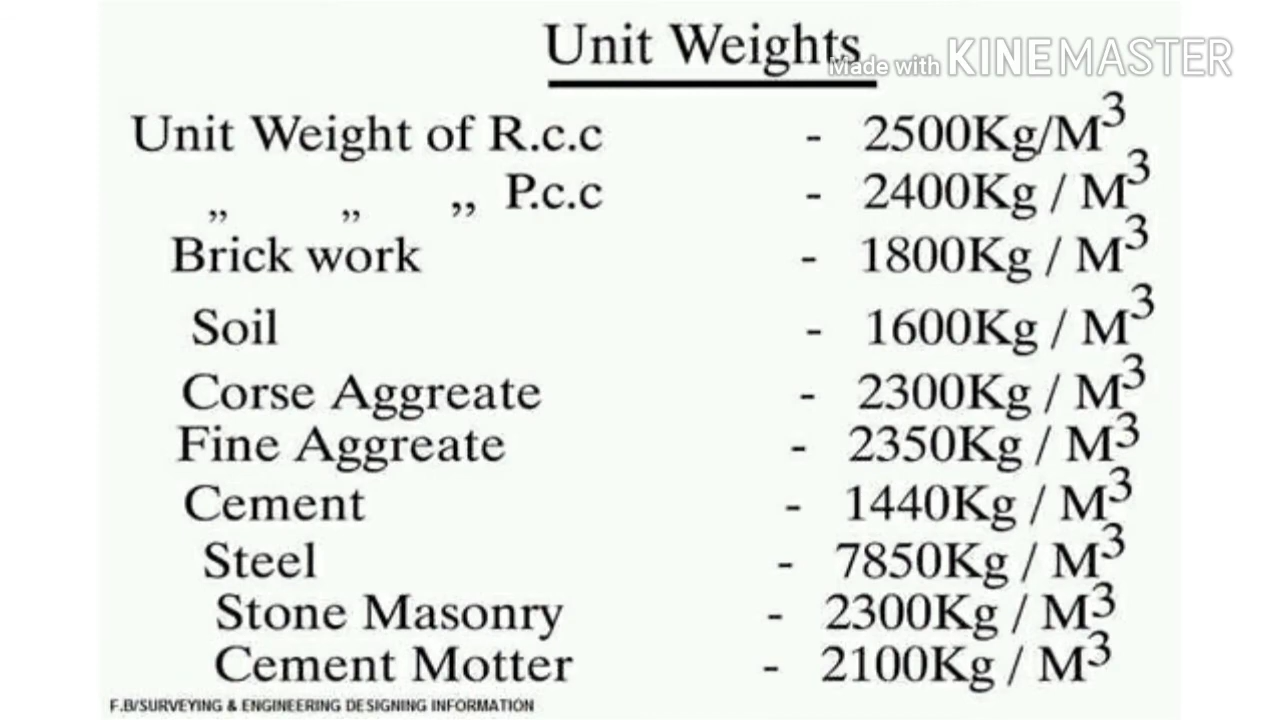 Unit Weights
Made with KINEMASTER
Unit Weight of R.c.c - 2500Kg/M³
,, ,, ,, P.c.c - 2400Kg / M³
Brick work - 1800Kg / M³
Soil - 1600Kg / M³
Corse Aggreate - 2300Kg / M³
Fine Aggreate - 2350Kg / M³
Cement - 1440Kg / M³
Steel - 7850Kg / M³
Stone Masonry - 2300Kg / M³
Cement Motter - 2100Kg / M³
F.B/SURVEYING & ENGINEERING DESIGNING INFORMATION